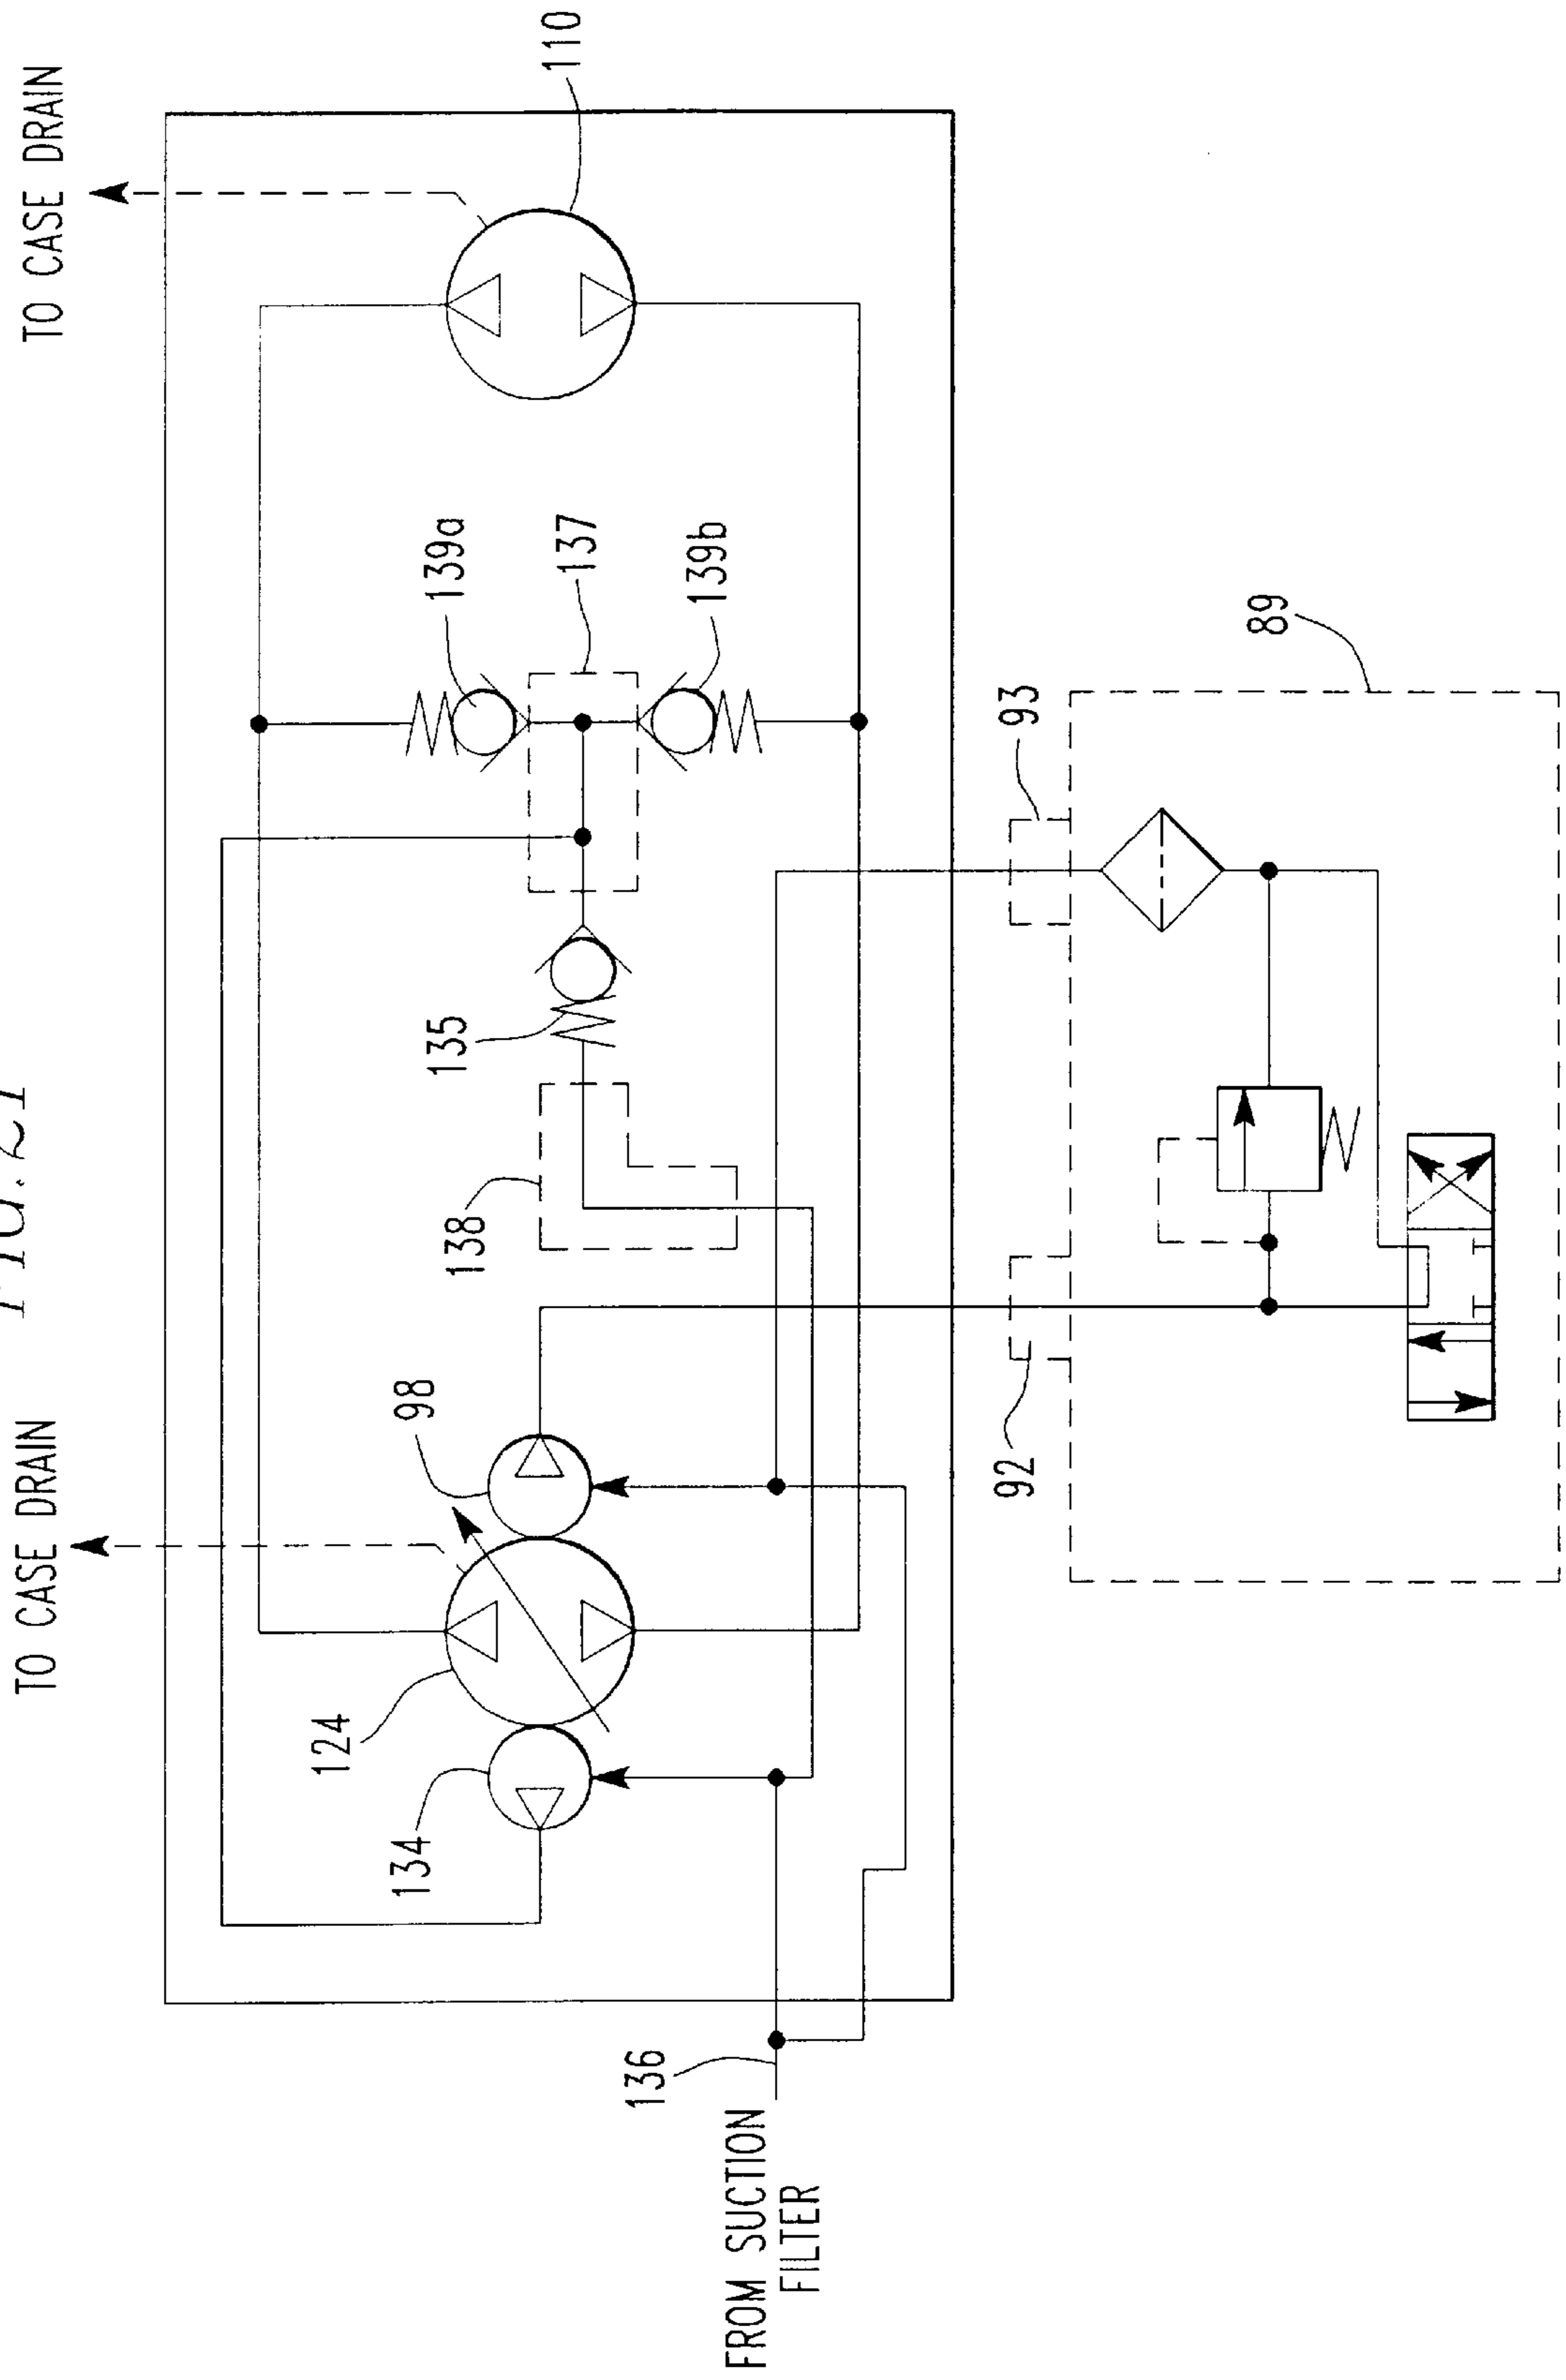 TO CASE DRAIN
TO CASE DRAIN
110
139a
137
139b
135
138
98
124
134
136
FROM SUCTION
FILTER
93
89
92